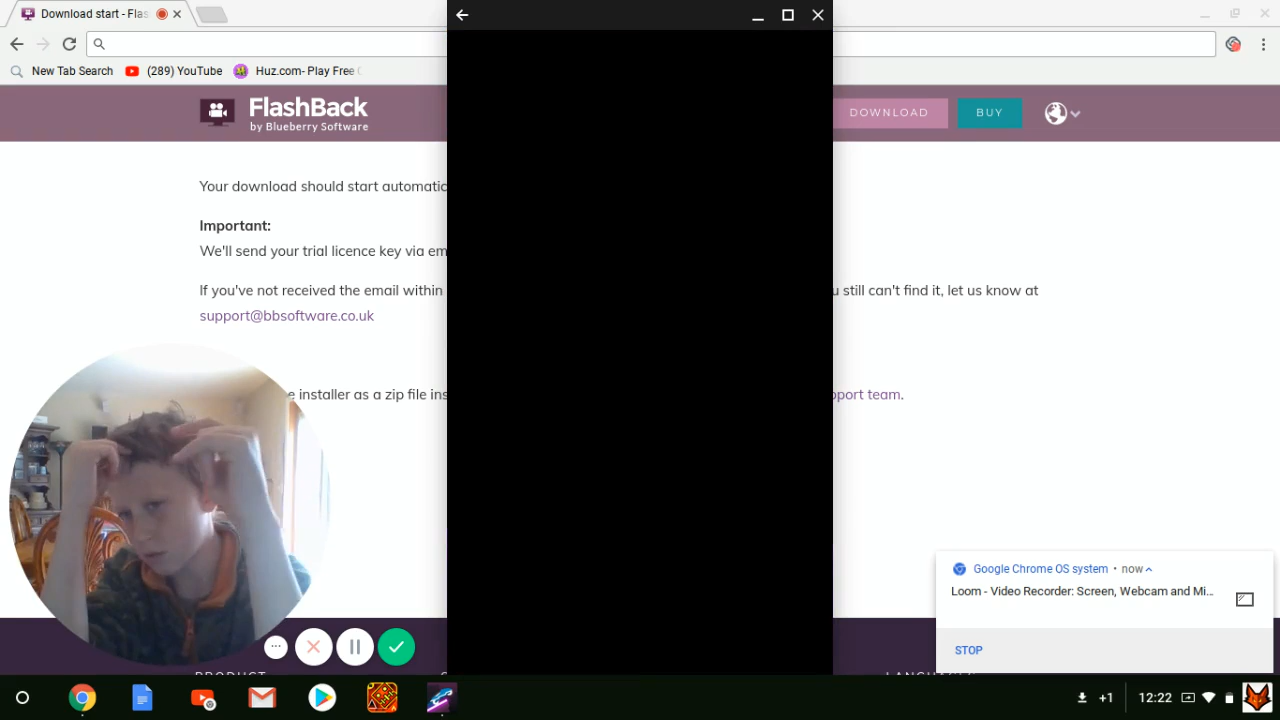 Download start - Flas
New Tab Search
(289) YouTube
Huz.com- Play Free
FlashBack
by Blueberry Software
DOWNLOAD
BUY
Your download should start automatic
Important:
We'll send your trial licence key via em
If you've not received the email within
u still can't find it, let us know at
support@bbsoftware.co.uk
e installer as a zip file ins
pport team.
Google Chrome OS system • now
Loom - Video Recorder: Screen, Webcam and Mi...
STOP
PRODUCT
+1
12:22